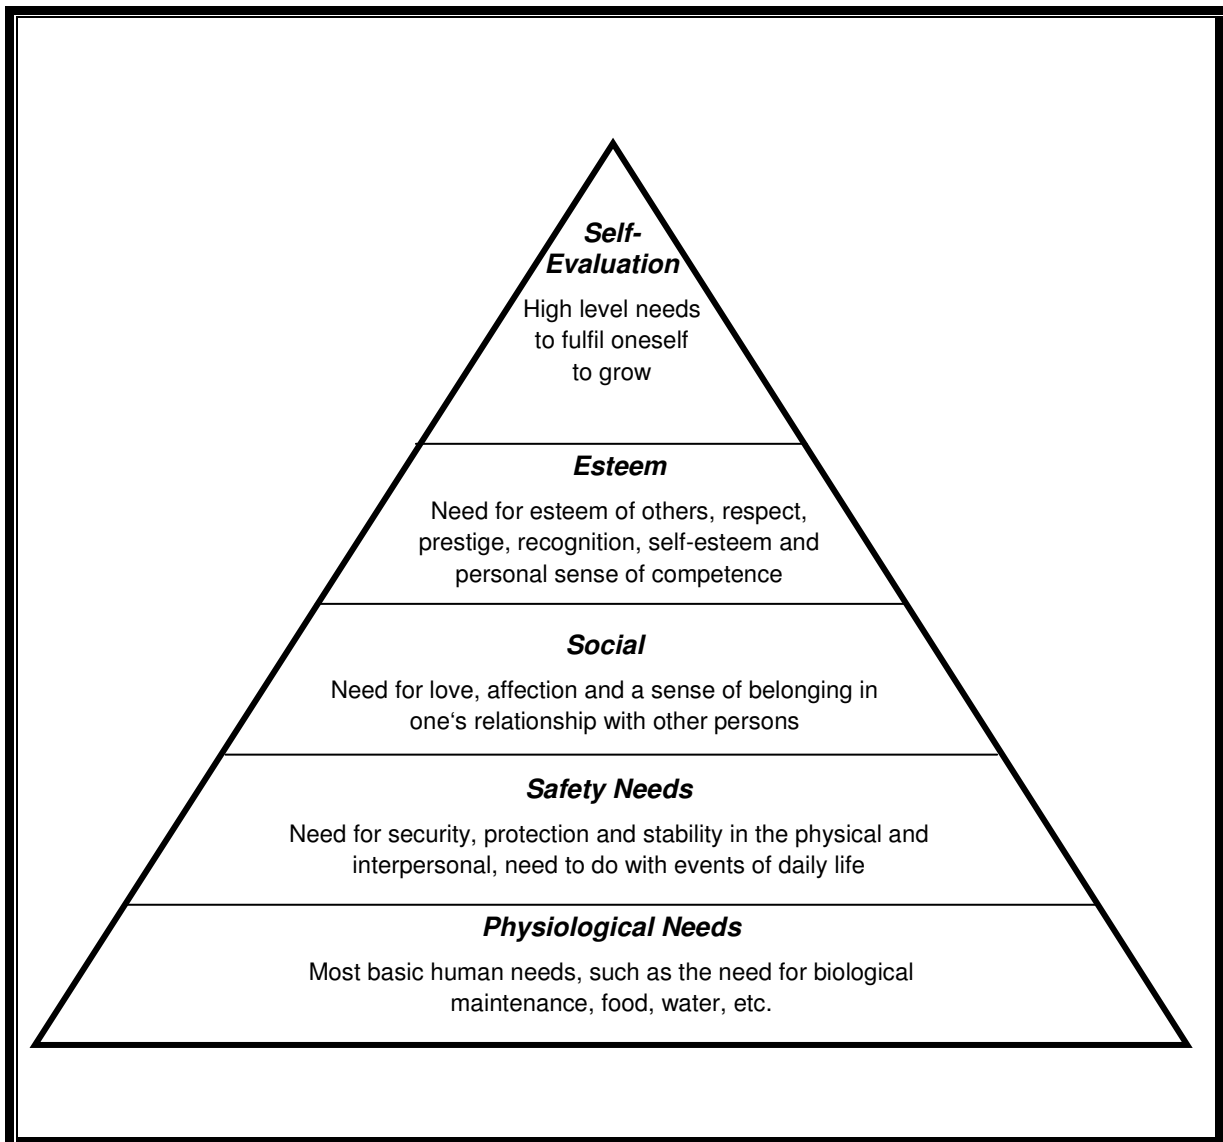 Self-
Evaluation
High level needs
to fulfil oneself
to grow
Esteem
Need for esteem of others, respect,
prestige, recognition, self-esteem and
personal sense of competence
Social
Need for love, affection and a sense of belonging in
one‘s relationship with other persons
Safety Needs
Need for security, protection and stability in the physical and
interpersonal, need to do with events of daily life
Physiological Needs
Most basic human needs, such as the need for biological
maintenance, food, water, etc.